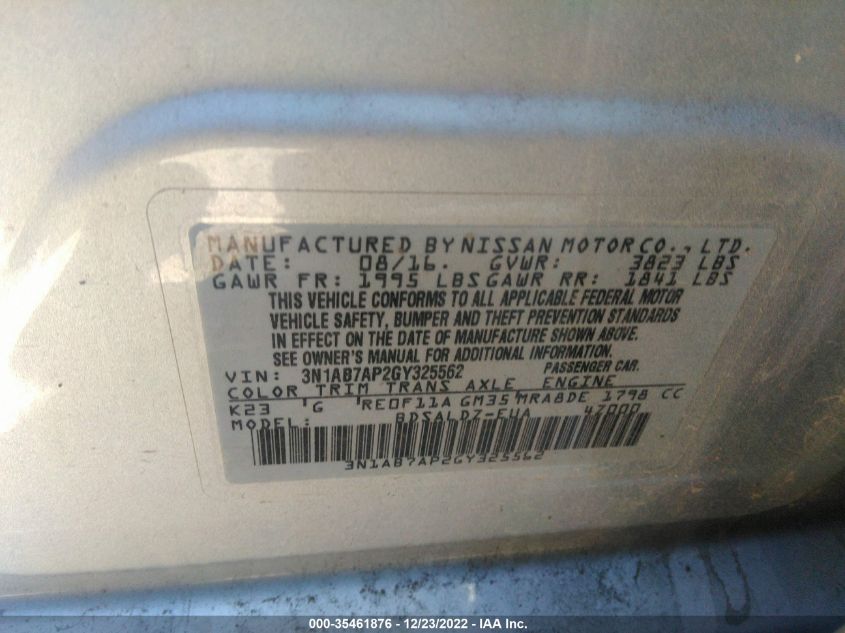 MANUFACTURED BY NISSAN MOTOR CO., LTD.
DATE: 08/16. GVWR: 3823 LBS
GAWR FR: 1995 LBS GAWR RR: 1841 LBS
THIS VEHICLE CONFORMS TO ALL APPLICABLE FEDERAL MOTOR
VEHICLE SAFETY, BUMPER AND THEFT PREVENTION STANDARDS
IN EFFECT ON THE DATE OF MANUFACTURE SHOWN ABOVE.
SEE OWNER'S MANUAL FOR ADDITIONAL INFORMATION.
VIN: 3N1AB7AP2GY325562 PASSENGER CAR.
COLOR TRIM TRANS AXLE ENGINE
K23 G RE0F11A GM35 MRA8DE 1798 CC
MODEL: BDSALDZ-EUA 47000
3N1AB7AP2GY325562
000-35461876 - 12/23/2022 - IAA Inc.